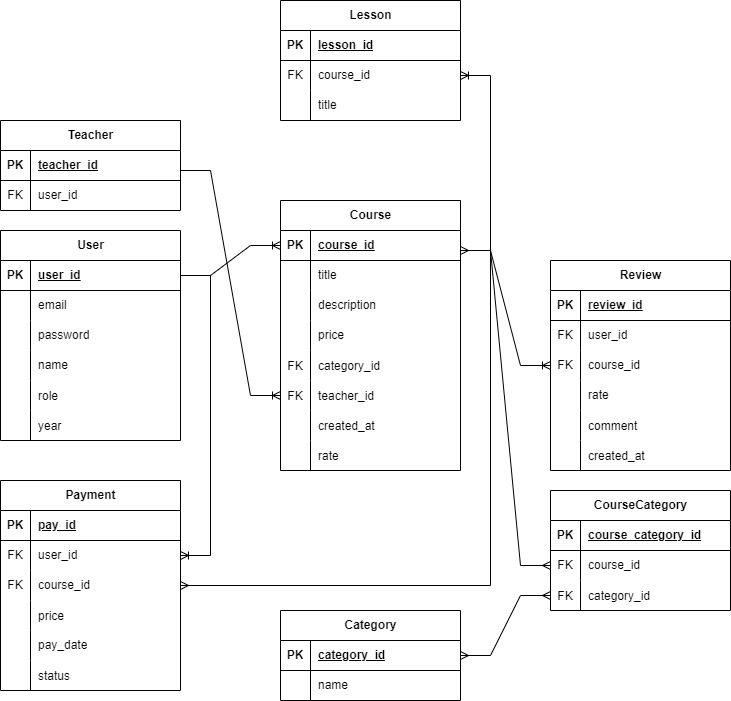 Lesson
PK lesson_id
FK course_id
title
Teacher
PK teacher_id
FK user_id
User
PK user_id
email
password
name
role
year
Course
PK course_id
title
description
price
FK category_id
FK teacher_id
created_at
rate
Review
PK review_id
FK user_id
FK course_id
rate
comment
created_at
Payment
PK pay_id
FK user_id
FK course_id
price
pay_date
status
CourseCategory
PK course_category_id
FK course_id
FK category_id
Category
PK category_id
name